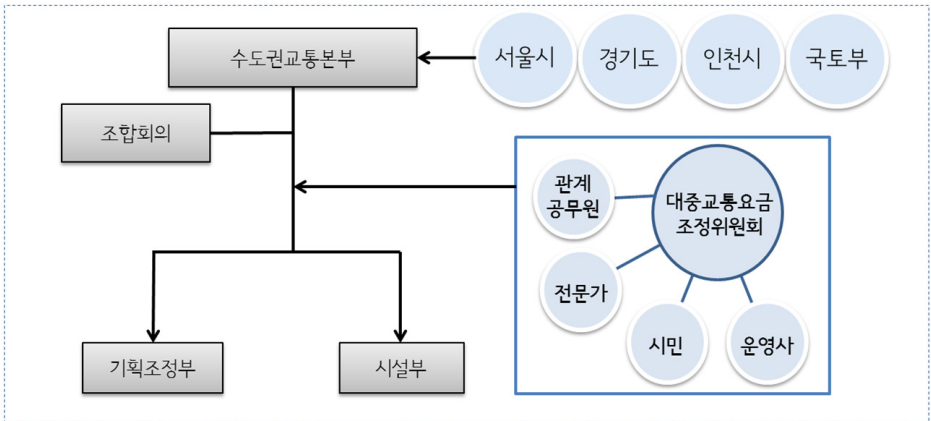 수도권교통본부
서울시
경기도
인천시
국토부
조합회의
관계
공무원
대중교통요금
조정위원회
전문가
시민
운영사
기획조정부
시설부